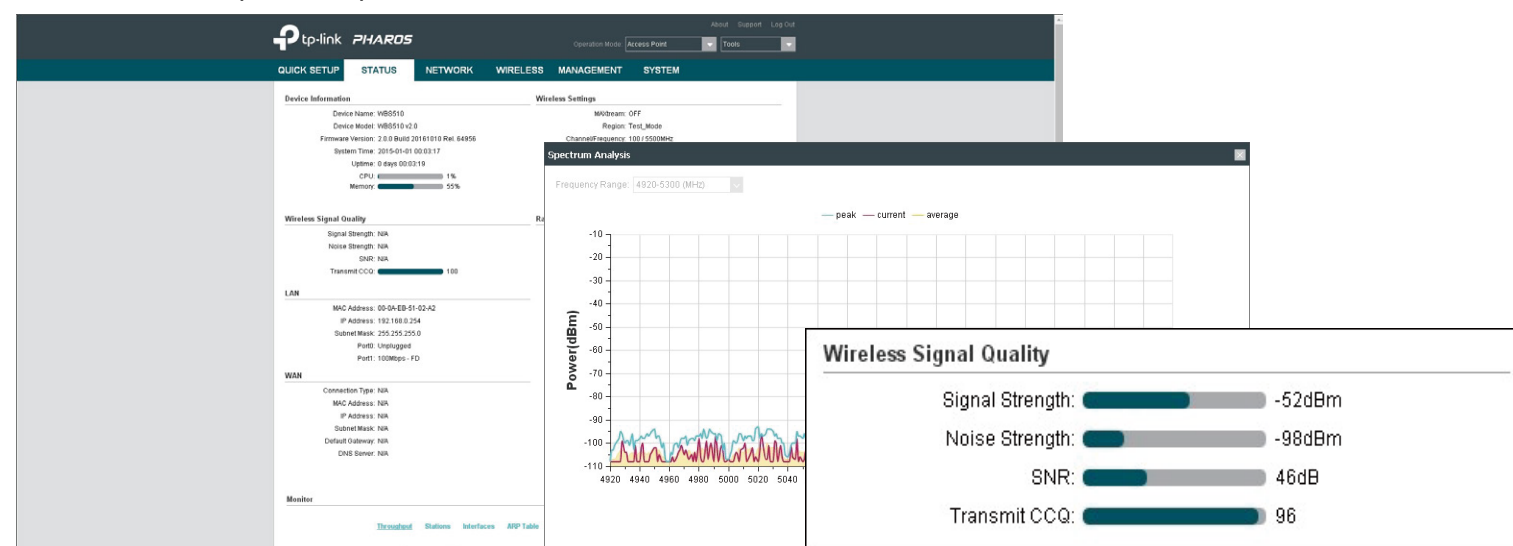 About Support Log Out
tp-link PHAROS
Operation Mode: Access Point Tools
QUICK SETUP STATUS NETWORK WIRELESS MANAGEMENT SYSTEM
Device Information
Device Name: WBS510
Device Model: WBS510 v2.0
Firmware Version: 2.0.0 Build 20161010 Rel. 64956
System Time: 2015-01-01 00:03:17
Uptime: 0 days 00:03:19
CPU: 1%
Memory: 55%
Wireless Settings
MAXtream: OFF
Region: Test_Mode
Channel/Frequency: 100 / 5500MHz
Wireless Signal Quality
Signal Strength: N/A
Noise Strength: N/A
SNR: N/A
Transmit CCQ: 100
Ra
LAN
MAC Address: 00-0A-EB-51-02-A2
IP Address: 192.168.0.254
Subnet Mask: 255.255.255.0
Port0: Unplugged
Port1: 100Mbps - FD
WAN
Connection Type: N/A
MAC Address: N/A
IP Address: N/A
Subnet Mask: N/A
Default Gateway: N/A
DNS Server: N/A
Monitor
Throughput Stations Interfaces ARP Table
Spectrum Analysis
Frequency Range: 4920-5300 (MHz)
peak current average
Power(dBm)
-10
-20
-30
-40
-50
-60
-70
-80
-90
-100
-110
4920 4940 4960 4980 5000 5020 5040
Wireless Signal Quality
Signal Strength: -52dBm
Noise Strength: -98dBm
SNR: 46dB
Transmit CCQ: 96